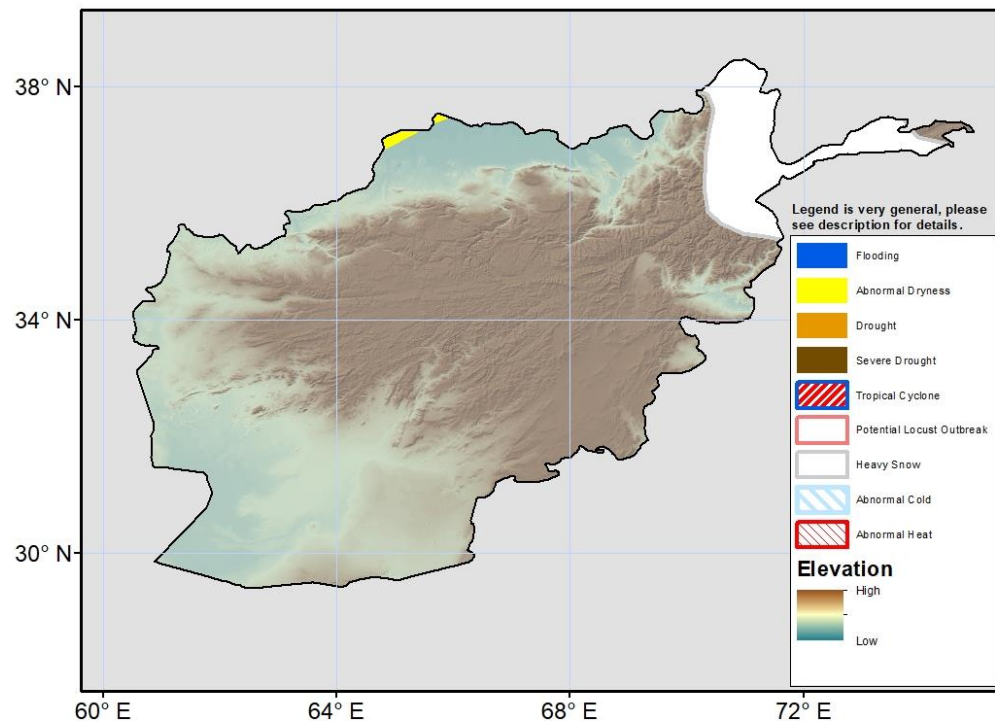 38° N
34° N
30° N
60° E
64° E
68° E
72° E
Legend is very general, please
see description for details.
Flooding
Abnormal Dryness
Drought
Severe Drought
Tropical Cyclone
Potential Locust Outbreak
Heavy Snow
Abnormal Cold
Abnormal Heat
Elevation
High
Low